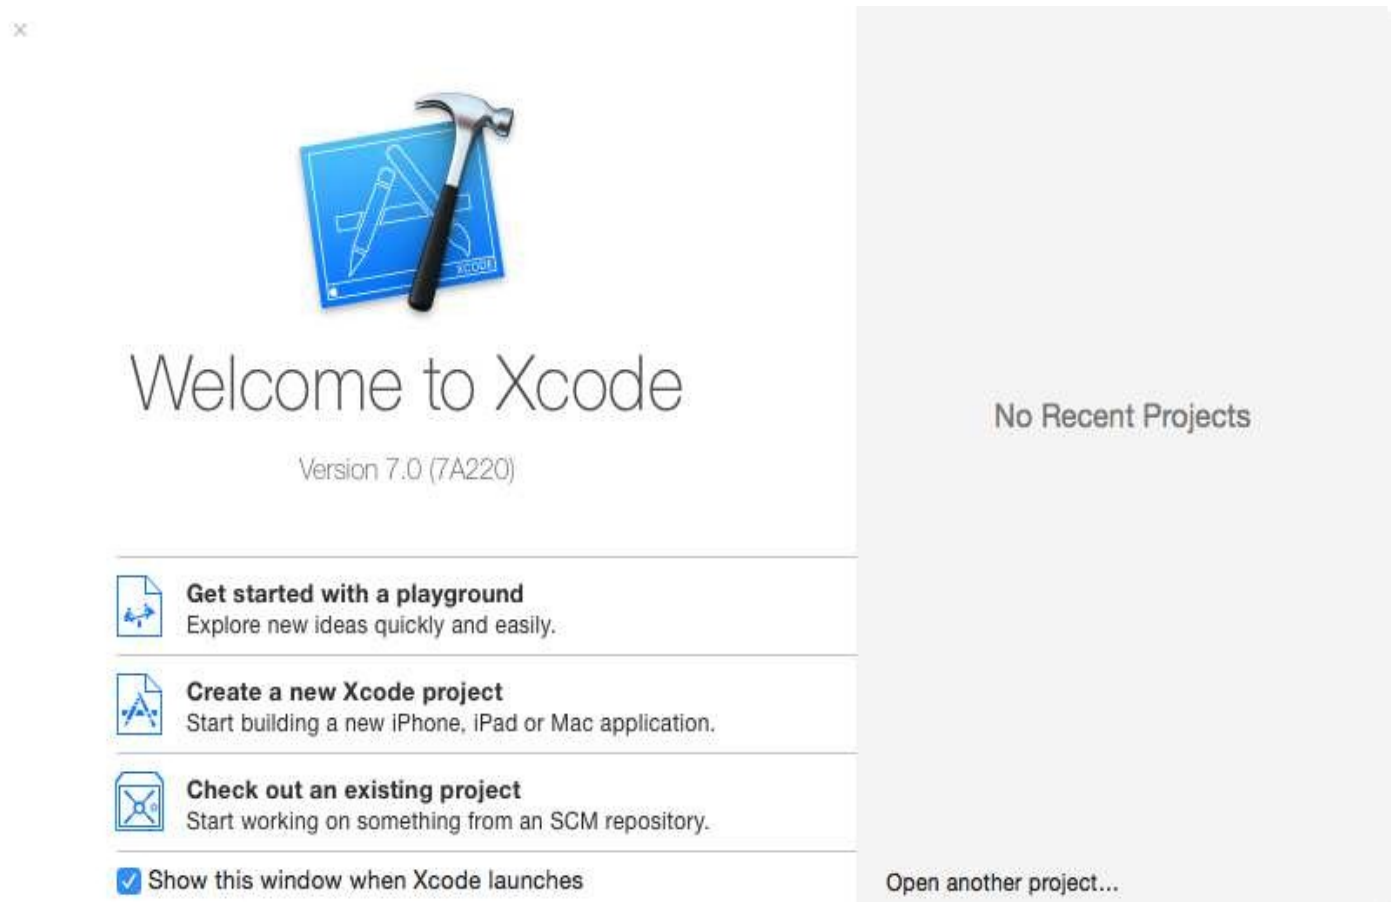 XCODE
Welcome to Xcode
Version 7.0 (7A220)
No Recent Projects
Get started with a playground
Explore new ideas quickly and easily.
Create a new Xcode project
Start building a new iPhone, iPad or Mac application.
Check out an existing project
Start working on something from an SCM repository.
Show this window when Xcode launches
Open another project...